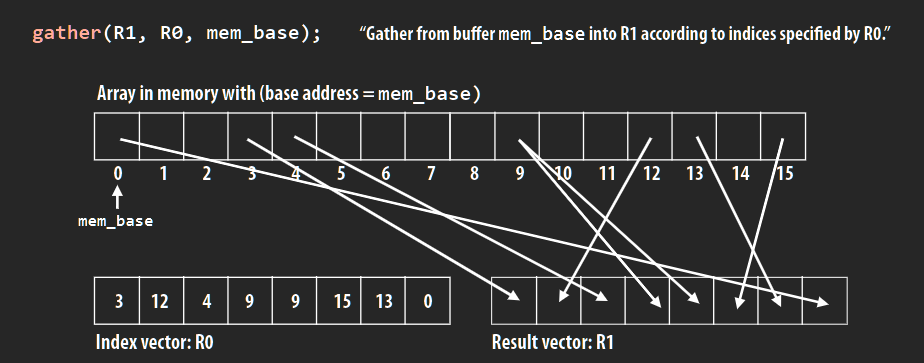 gather(R1, R0, mem_base); “Gather from buffer mem_base into R1 according to indices specified by R0.”
Array in memory with (base address = mem_base)
0 1 2 3 4 5 6 7 8 9 10 11 12 13 14 15
mem_base
3 12 4 9 9 15 13 0
Index vector: R0 Result vector: R1